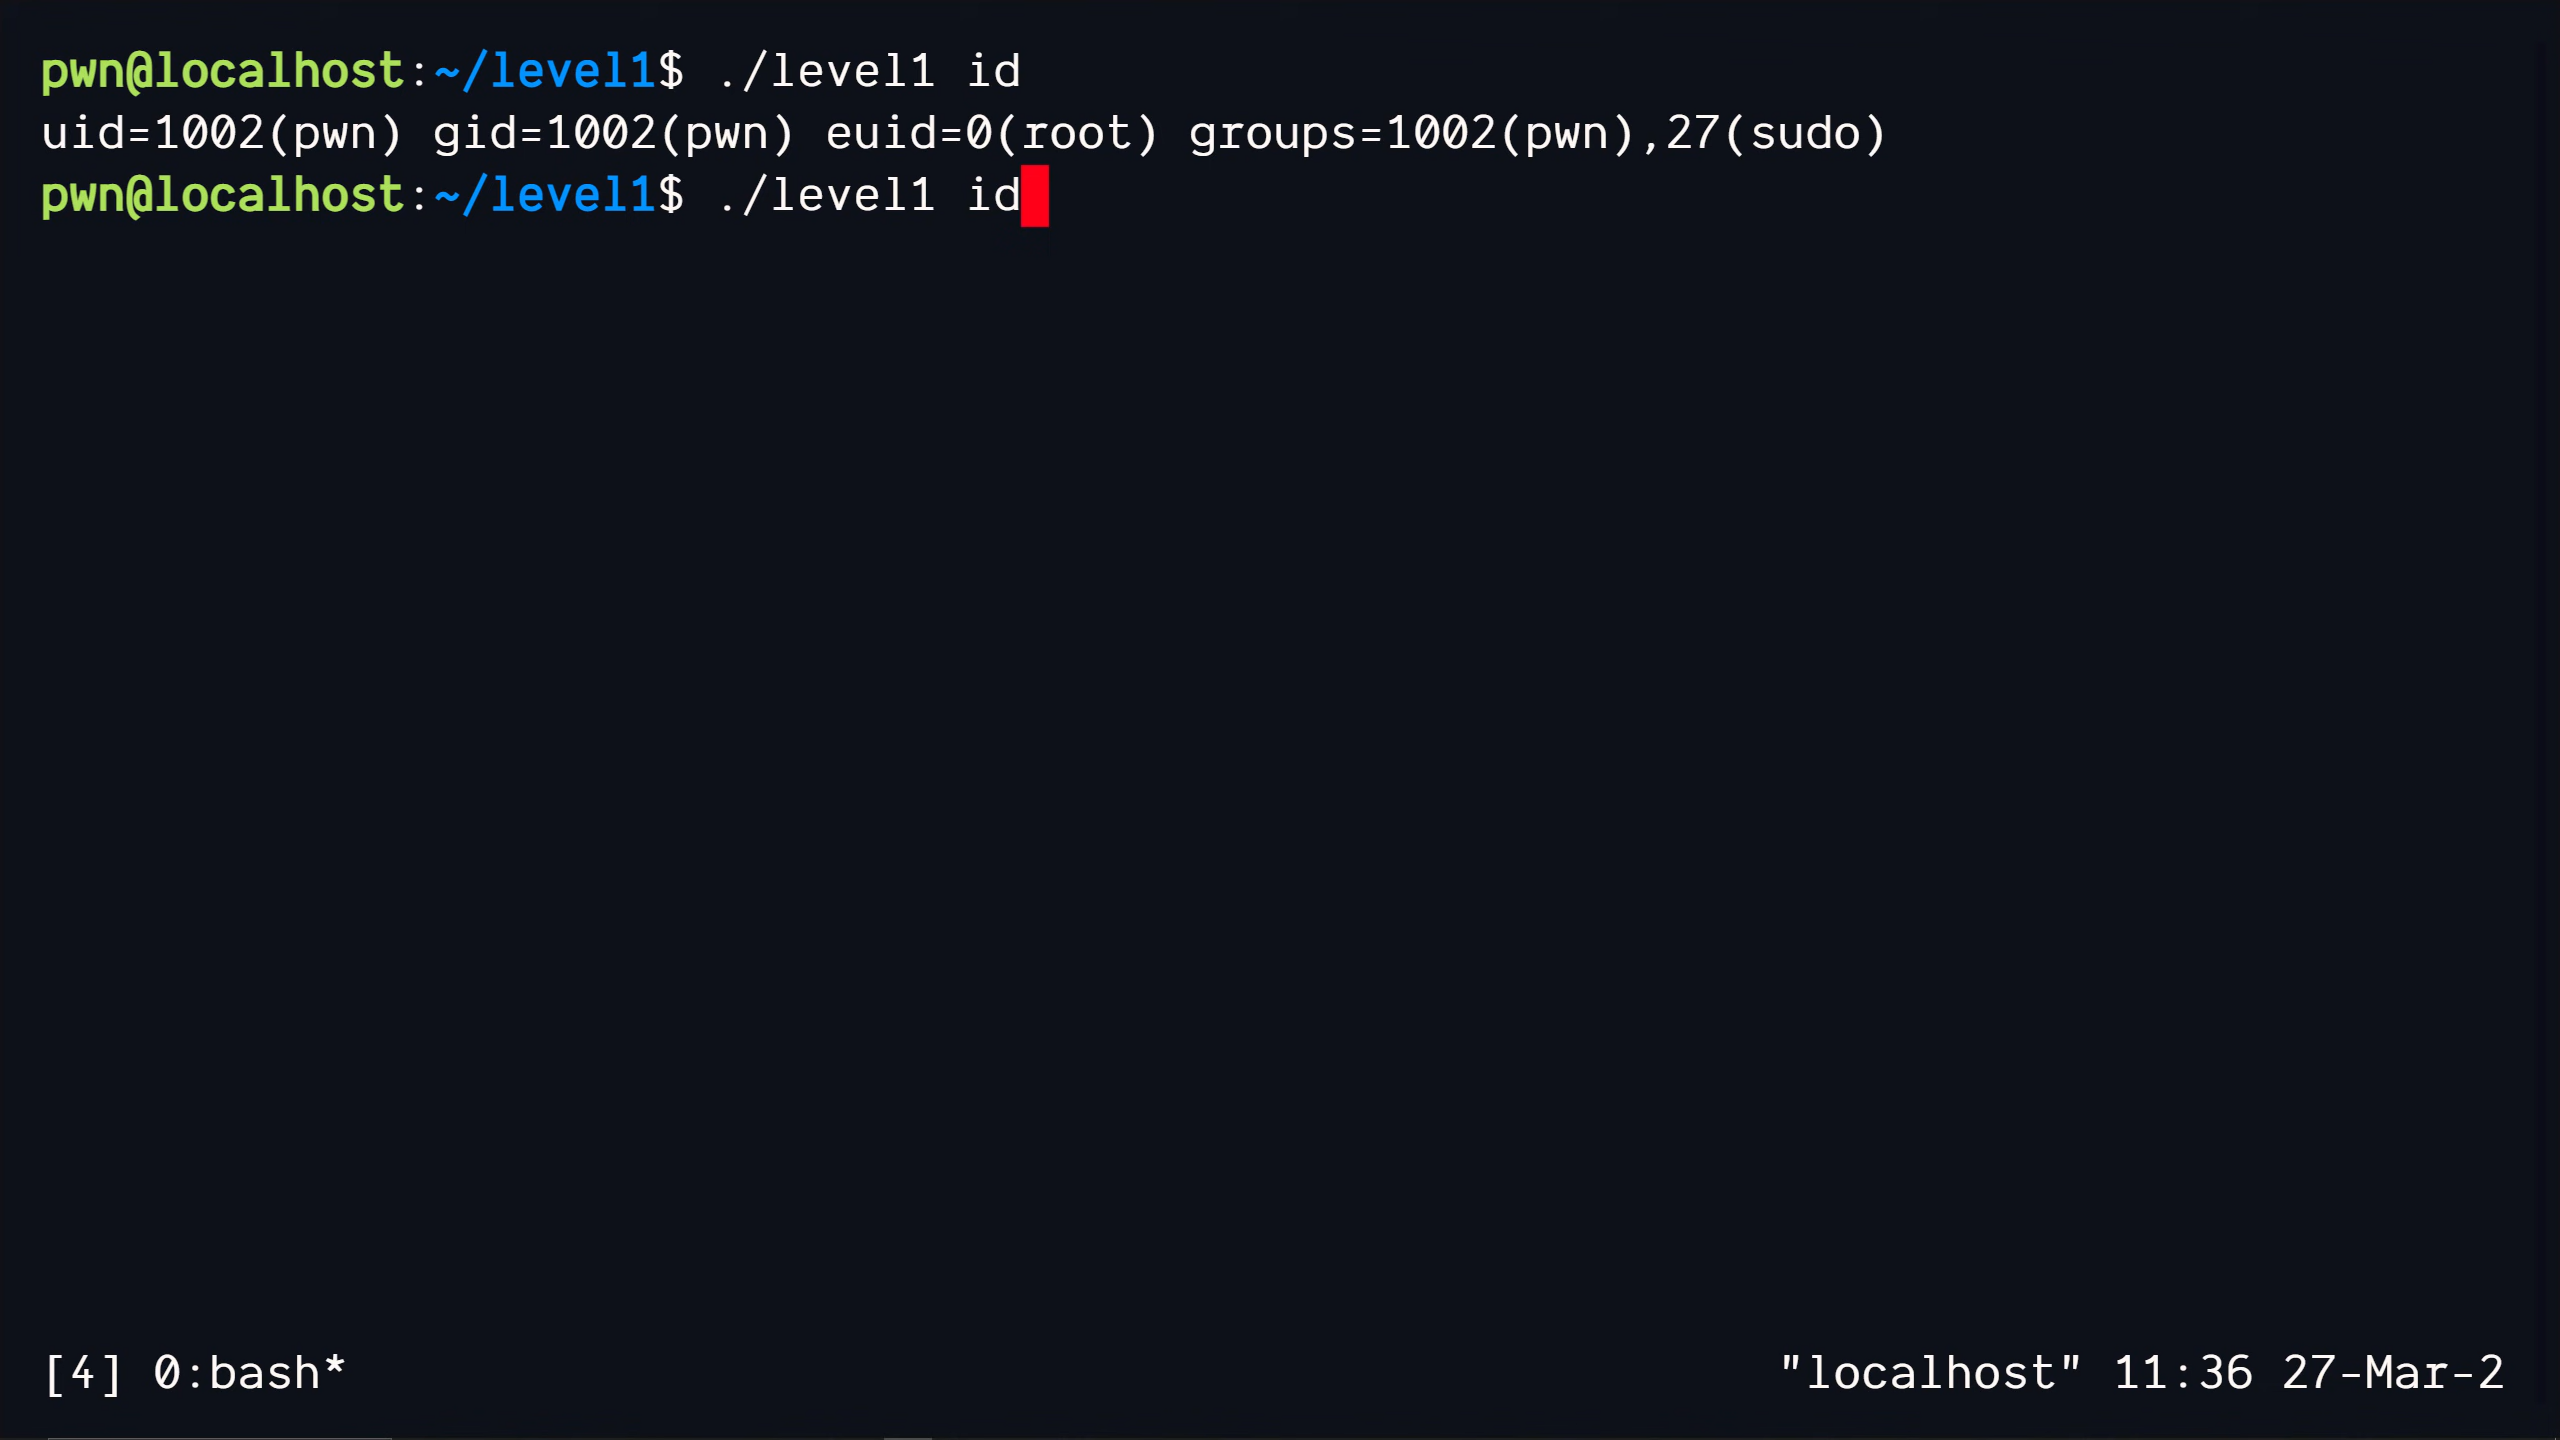 pwn@localhost:~/level1$ ./level1 id
uid=1002(pwn) gid=1002(pwn) euid=0(root) groups=1002(pwn),27(sudo)
pwn@localhost:~/level1$ ./level1 id
[4] 0:bash* "localhost" 11:36 27-Mar-2